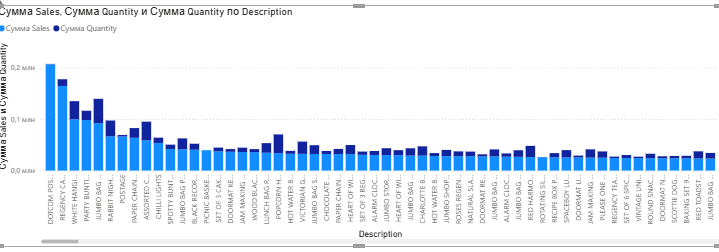 Сумма Sales, Сумма Quantity и Сумма Quantity по Description
Сумма Sales Сумма Quantity
Сумма Sales и Сумма Quantity
0,2 млн
0,1 млн
0,0 млн
DOTCOM POS...
REGENCY CA...
WHITE HANGI...
PARTY BUNTI...
JUMBO BAG ...
RABBIT NIGH...
POSTAGE
PAPER CHAIN...
ASSORTED C...
CHILLI LIGHTS
SPOTTY BUNT...
JUMBO BAG P...
BLACK RECOR...
PICNIC BASKE...
SET OF 3 CAK...
DOORMAT KE...
JAM MAKING ...
WOOD BLAC...
LUNCH BAG R...
POPCORN H...
HOT WATER B...
VICTORIAN G...
JUMBO BAG S...
CHOCOLATE ...
PAPER CHAIN...
HEART OF WI...
SET OF 3 REG...
ALARM CLOC...
JUMBO STOR...
HEART OF WI...
JUMBO BAG ...
CHARLOTTE B...
HOT WATER B...
JUMBO SHOP...
ROSES REGEN...
NATURAL SLA...
DOORMAT RE...
JUMBO BAG ...
ALARM CLOC...
JUMBO BAG ...
RED HARMO...
ROTATING SIL...
RECIPE BOX P...
SPACEBOY LU...
DOORMAT U...
JAM MAKING ...
PLEASE ONE ...
REGENCY TEA...
SET OF 6 SPIC...
VINTAGE UNI...
ROUND SNAC...
DOORMAT N...
SCOTTIE DOG...
BAKING SET 9...
RED TOADST...
JUMBO BAG ...
Description